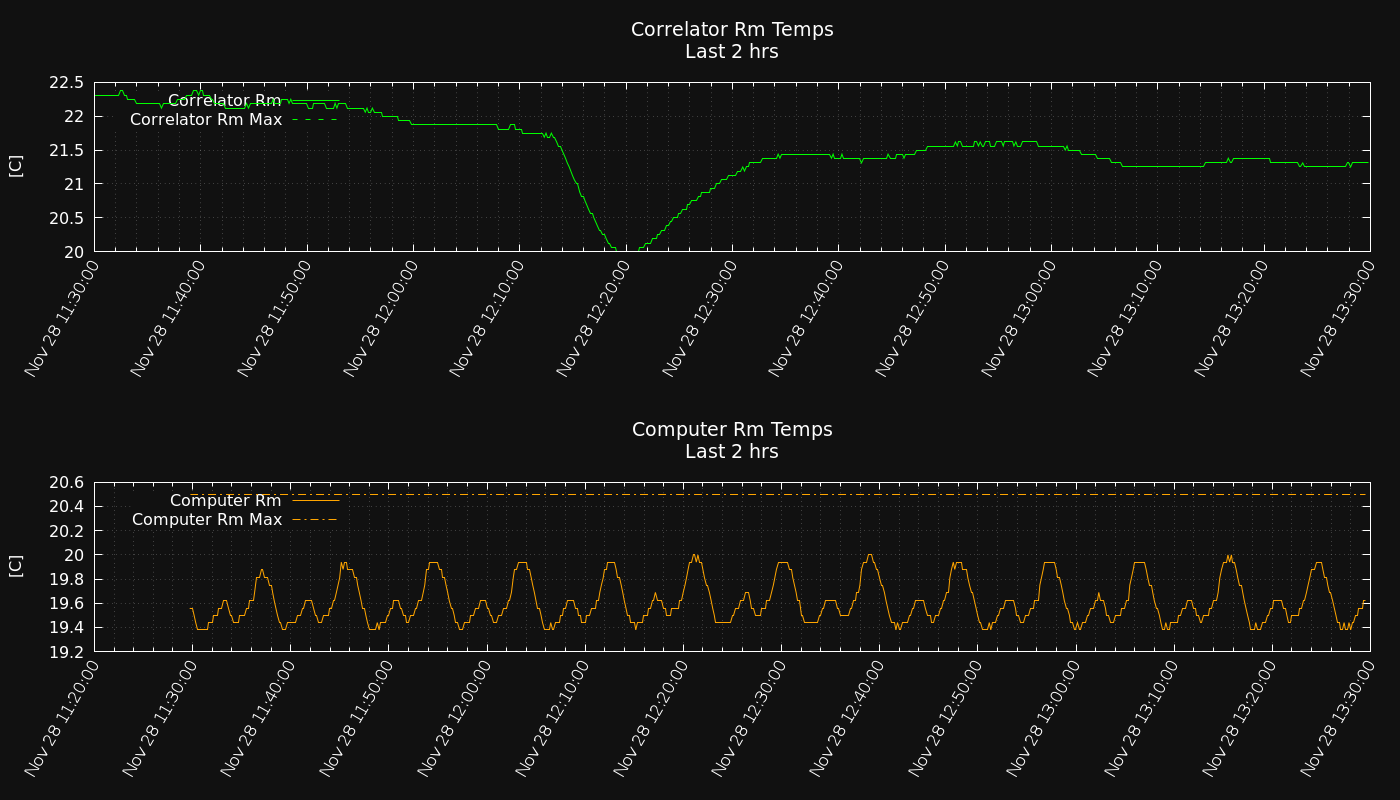 Correlator Rm Temps
Last 2 hrs
22.5
22
21.5
21
20.5
20
[C]
Correlator Rm
Correlator Rm Max
Nov 28 11:30:00
Nov 28 11:40:00
Nov 28 11:50:00
Nov 28 12:00:00
Nov 28 12:10:00
Nov 28 12:20:00
Nov 28 12:30:00
Nov 28 12:40:00
Nov 28 12:50:00
Nov 28 13:00:00
Nov 28 13:10:00
Nov 28 13:20:00
Nov 28 13:30:00
Computer Rm Temps
Last 2 hrs
20.6
20.4
20.2
20
19.8
19.6
19.4
19.2
[C]
Computer Rm
Computer Rm Max
Nov 28 11:20:00
Nov 28 11:30:00
Nov 28 11:40:00
Nov 28 11:50:00
Nov 28 12:00:00
Nov 28 12:10:00
Nov 28 12:20:00
Nov 28 12:30:00
Nov 28 12:40:00
Nov 28 12:50:00
Nov 28 13:00:00
Nov 28 13:10:00
Nov 28 13:20:00
Nov 28 13:30:00